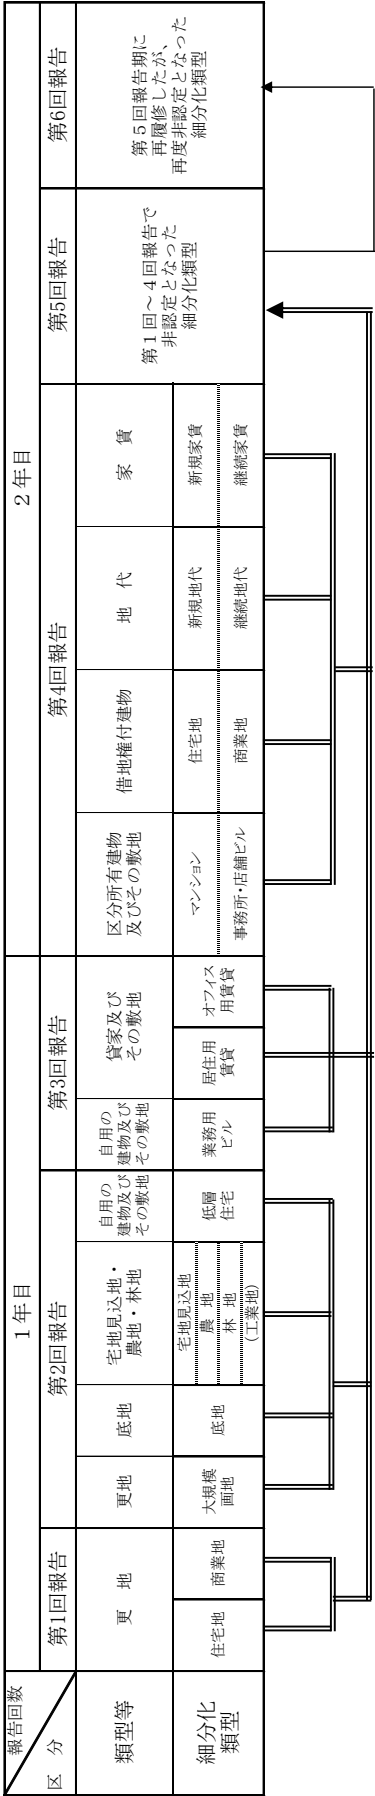 報告回数
区　分
1年目
2年目
第1回報告
第2回報告
第3回報告
第4回報告
第5回報告
第6回報告
類型等
更　地
更地
底地
宅地見込地・
農地・林地
自用の
建物及び
その敷地
自用の
建物及び
その敷地
貸家及び
その敷地
区分所有建物
及びその敷地
借地権付建物
地　代
家　賃
第1回～4回報告で
非認定となった
細分化類型
第5回報告期に
再履修したが、
再度非認定となった
細分化類型
細分化
類型
住宅地
商業地
大規模
画地
底地
宅地見込地
農　地
林　地
(工業地)
低層
住宅
業務用
ビル
居住用
賃貸
オフィス
用賃貸
マンション
事務所・店舗ビル
住宅地
商業地
新規地代
継続地代
新規家賃
継続家賃